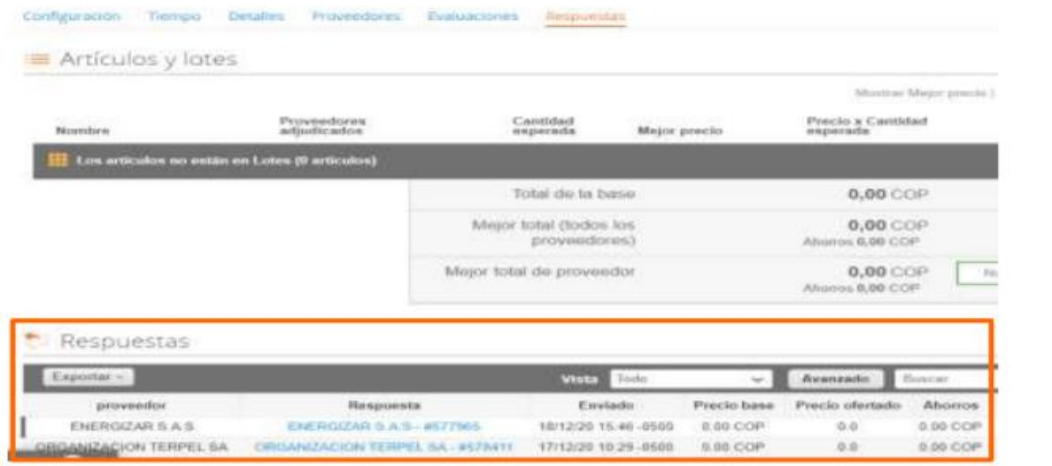 Configuración Tiempo Detalles Proveedores Evaluaciones Respuestas
Artículos y lotes
Mostrar Mejor precio
Nombre Proveedores adjudicados Cantidad esperada Mejor precio Precio x Cantidad esperada
Los artículos no están en Lotes (0 artículos)
Total de la base 0,00 COP
Mejor total (todos los proveedores) 0,00 COP
Ahorros 0,00 COP
Mejor total de proveedor 0,00 COP
Ahorros 0,00 COP
Respuestas
Exportar Vista Todo Avanzado Buscar
proveedor Respuesta Enviado Precio base Precio ofertado Ahorros
ENERGIZAR S.A.S ENERGIZAR S.A.S - #577965 18/12/20 15:46 -0500 0.00 COP 0.0 0.00 COP
ORGANIZACION TERPEL SA ORGANIZACION TERPEL SA - #578411 17/12/20 10:29 -0500 0.00 COP 0.0 0.00 COP